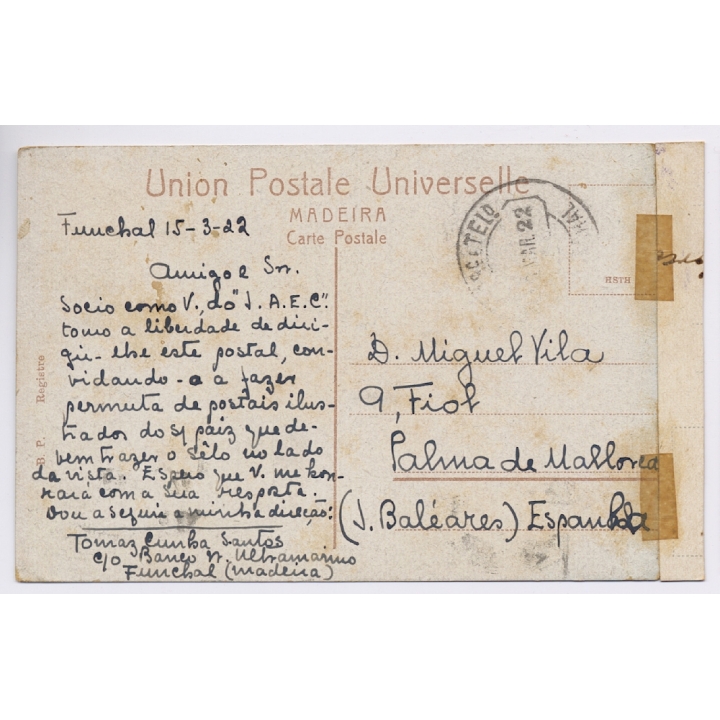 Union Postale Universelle
MADEIRA
Carte Postale
B. P. Registre
Funchal 15-3-22
Amigo e Snr.
Socio como V., do "J. A. E. C."
tomo a liberdade de diri-
gir-lhe este postal, con-
vidando-o a fazer
permuta de postais ilus-
trados do s/ paiz que de-
vem trazer o sêlo no lado
da vista. Espero que V. me hon-
rará com a sua resposta.
Vou a seguir a minha direcção:
Tomaz Cunha Santos
c/o Banco N. Ultramarino
Funchal (Madeira)
MAR. 22
D. Miguel Vila
9, Fiol
Palma de Mallorca
(I. Baléares) Espanha